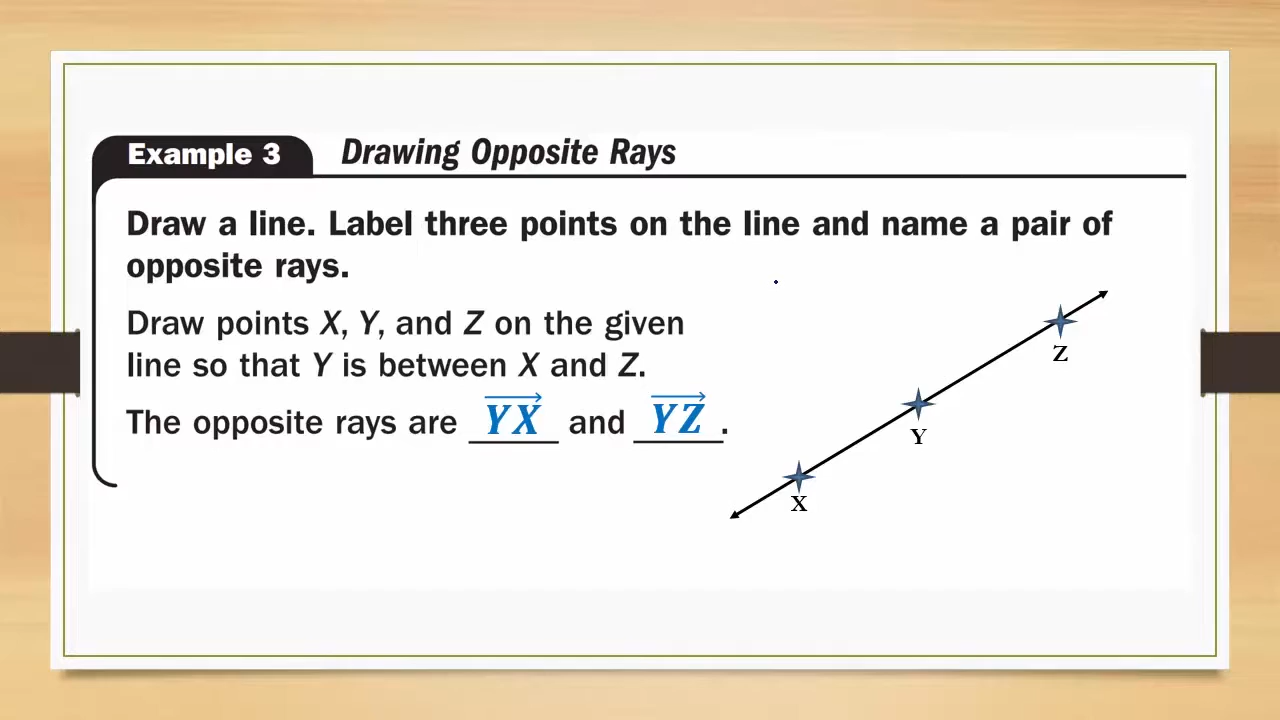 Example 3 Drawing Opposite Rays
Draw a line. Label three points on the line and name a pair of
opposite rays.
Draw points X, Y, and Z on the given
line so that Y is between X and Z.
The opposite rays are YX and YZ.
Z
Y
X